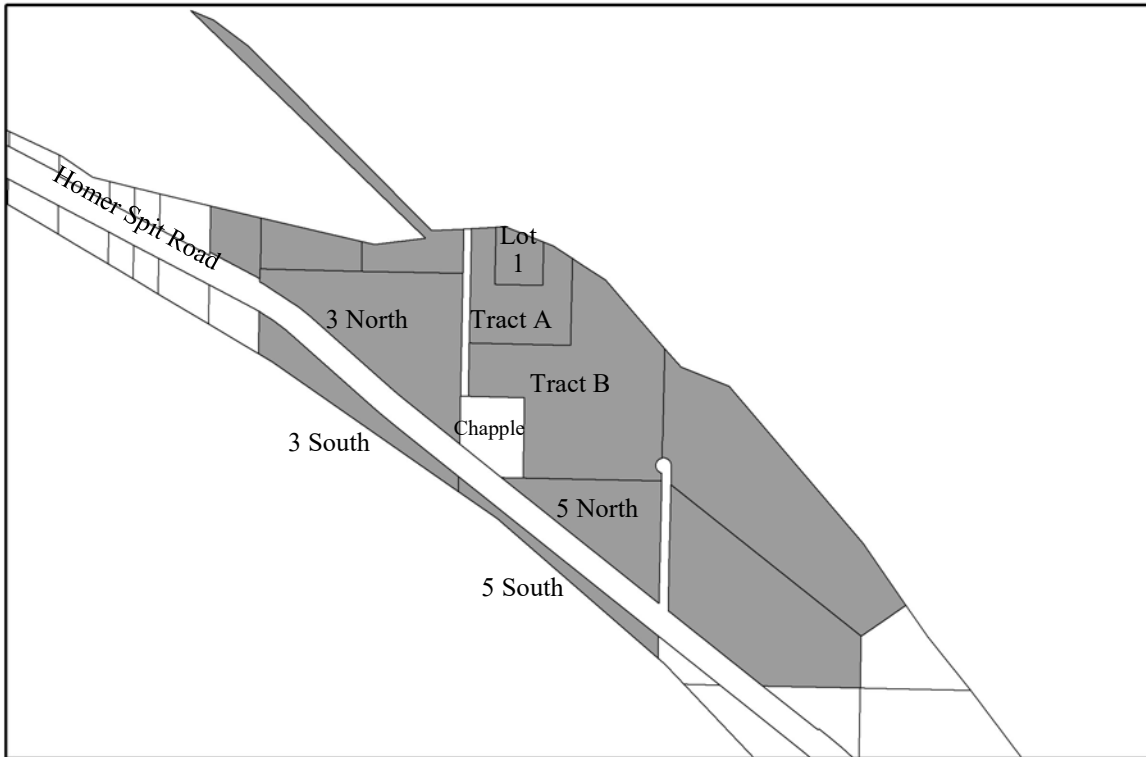 Homer Spit Road
Lot
1
3 North
Tract A
Tract B
Chapple
3 South
5 North
5 South